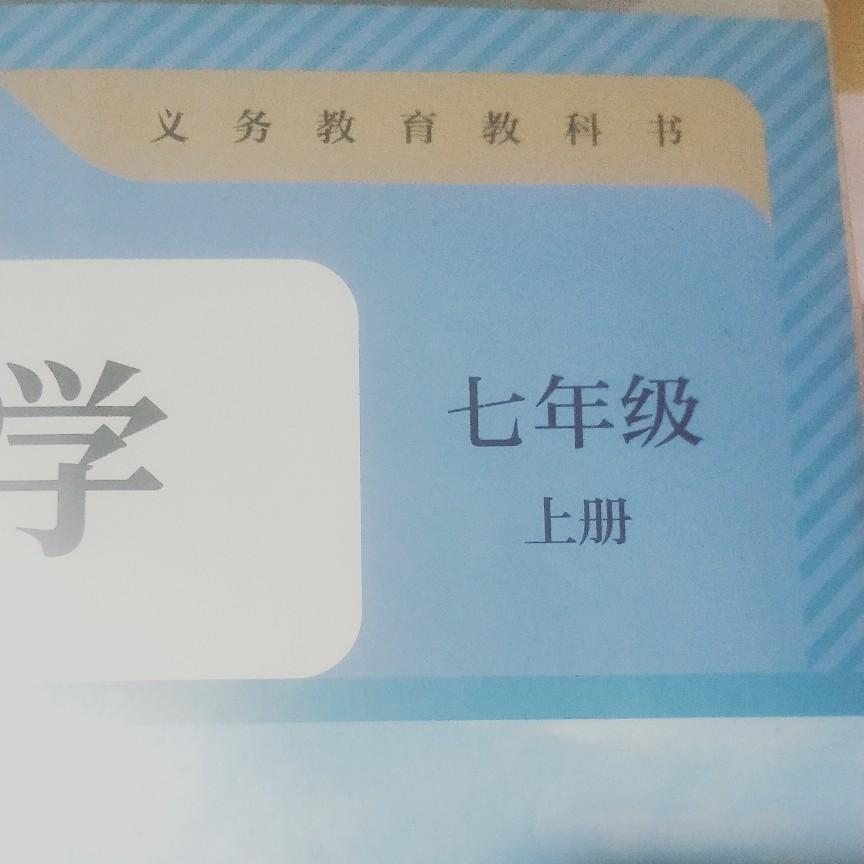 义务教育教科书
学
七年级
上册